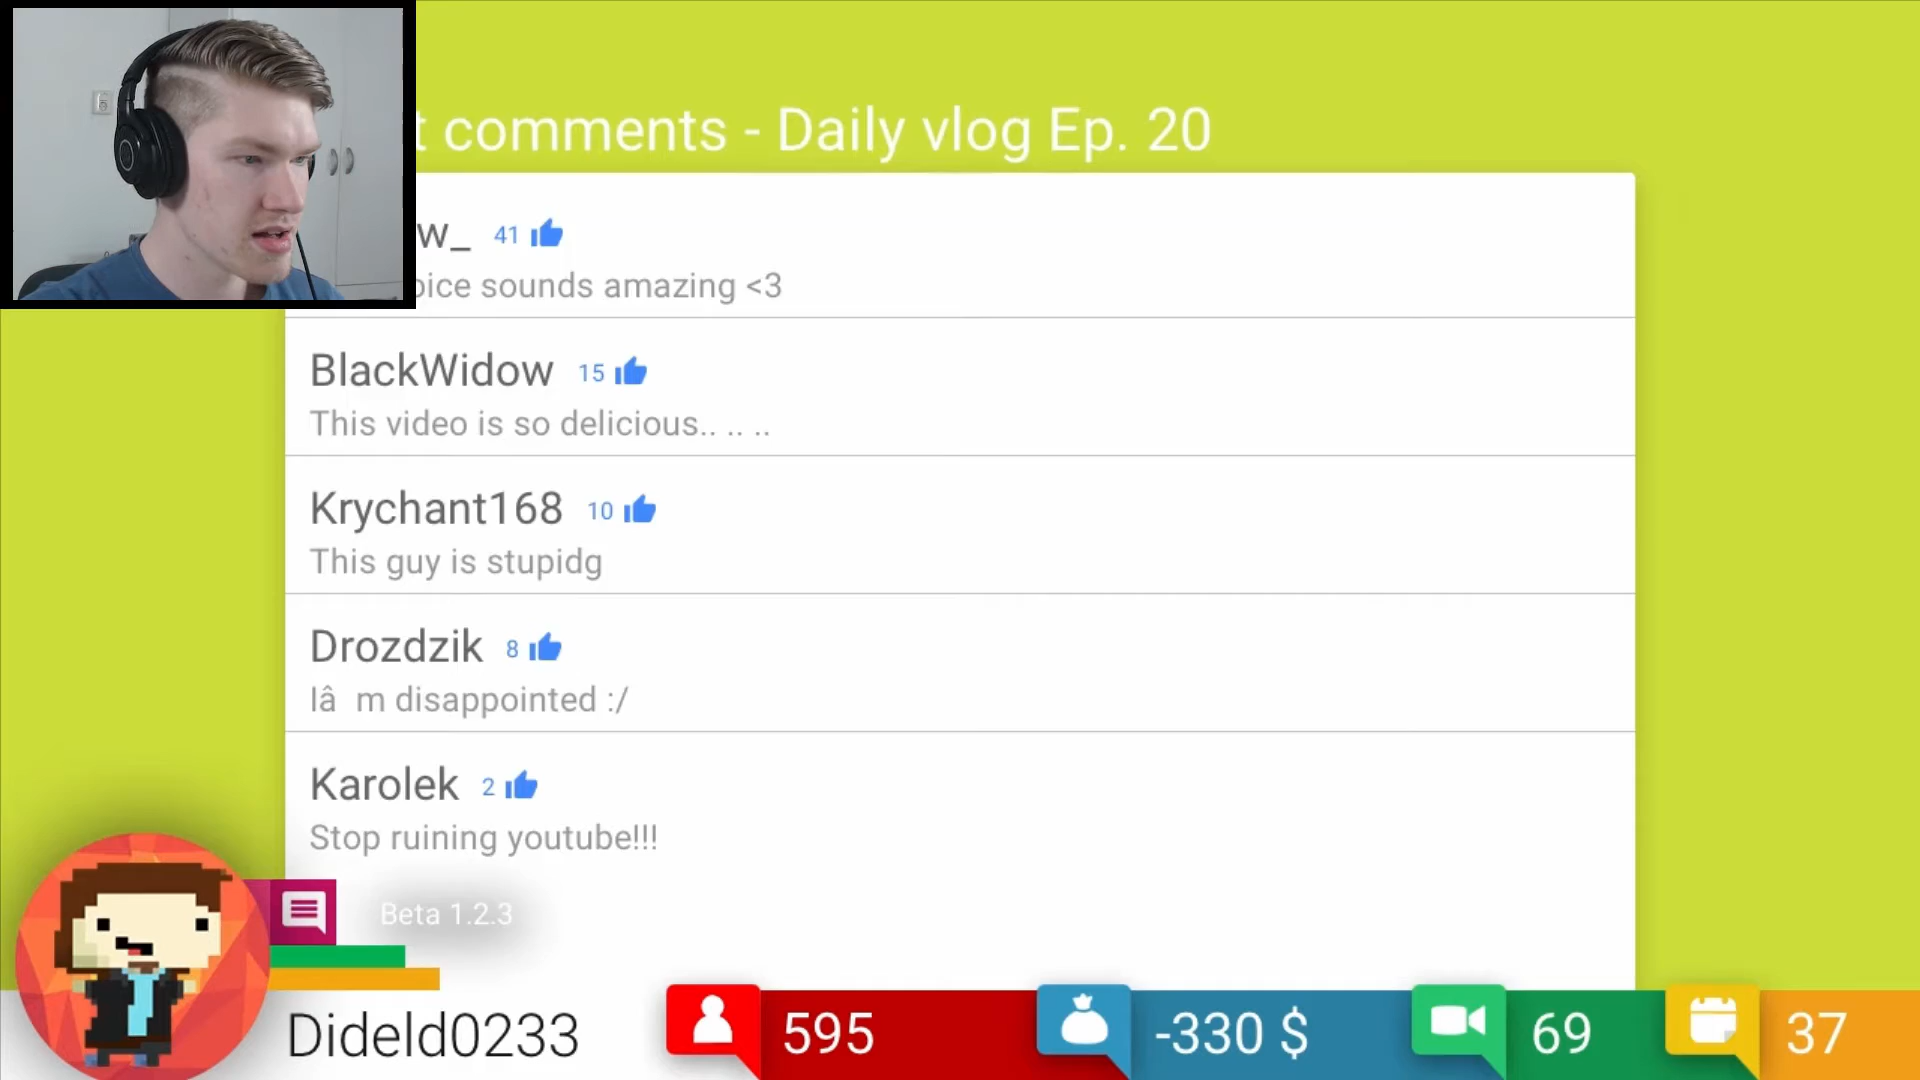 t comments - Daily vlog Ep. 20
w_ 41
oice sounds amazing <3
BlackWidow 15
This video is so delicious.. .. ..
Krychant168 10
This guy is stupidg
Drozdzik 8
Iâ m disappointed :/
Karolek 2
Stop ruining youtube!!!
Beta 1.2.3
Dideld0233 595 -330 $ 69 37